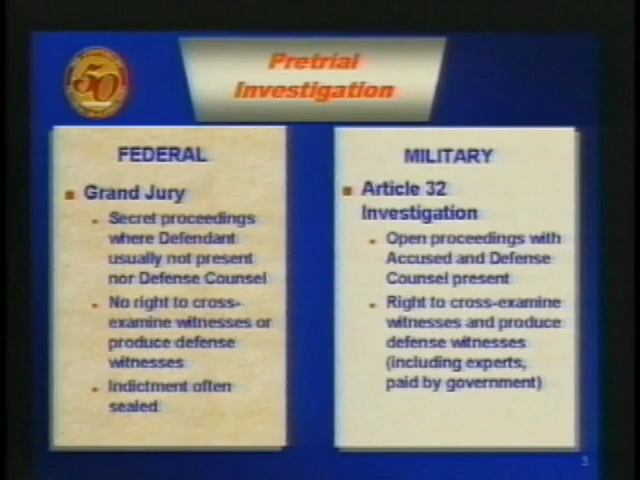 50
Pretrial
Investigation
FEDERAL
Grand Jury
Secret proceedings
where Defendant
usually not present
nor Defense Counsel
No right to cross-
examine witnesses or
produce defense
witnesses
Indictment often
sealed
MILITARY
Article 32
Investigation
Open proceedings with
Accused and Defense
Counsel present
Right to cross-examine
witnesses and produce
defense witnesses
(including experts,
paid by government)